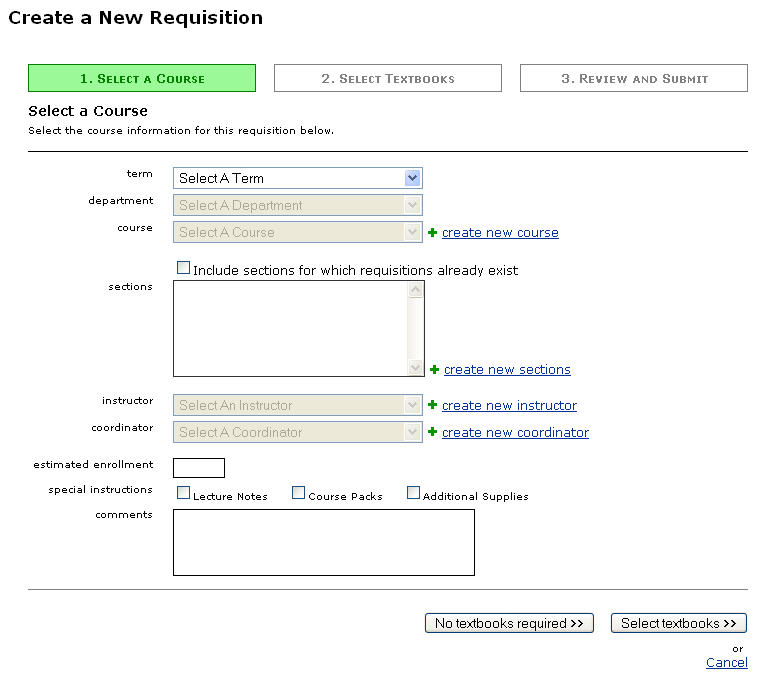 Create a New Requisition
1. Select a Course
2. Select Textbooks
3. Review and Submit
Select a Course
Select the course information for this requisition below.
term
Select A Term
department
Select A Department
course
Select A Course
create new course
Include sections for which requisitions already exist
sections
create new sections
instructor
Select An Instructor
create new instructor
coordinator
Select A Coordinator
create new coordinator
estimated enrollment
special instructions
Lecture Notes
Course Packs
Additional Supplies
comments
No textbooks required >>
Select textbooks >>
or
Cancel